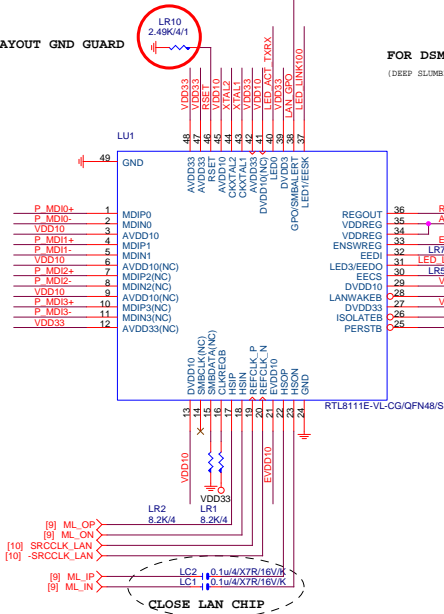 LR10
2.49K/4/1
AYOUT GND GUARD
FOR DSM
(DEEP SLUMB
VDD33
VDD33
RSET
VDD10
XTAL2
XTAL1
VDD33
VDD10
LED_ACT_TXRX
VDD33
LAN_GPO
LED_LINK100
LU1
48
47
46
45
44
43
42
41
40
39
38
37
AVDD33
AVDD33
RSET
AVDD10
CKXTAL2
CKXTAL1
AVDD33
DVDD10(NC)
LED0
DVDD33
GPO/SMBALERT
LED1/EESK
49 GND
P_MDI0+ 1 MDIP0
P_MDI0- 2 MDIN0
VDD10 3 AVDD10
P_MDI1+ 4 MDIP1
P_MDI1- 5 MDIN1
VDD10 6 AVDD10(NC)
P_MDI2+ 7 MDIP2(NC)
P_MDI2- 8 MDIN2(NC)
VDD10 9 AVDD10(NC)
P_MDI3+ 10 MDIP3(NC)
P_MDI3- 11 MDIN3(NC)
VDD33 12 AVDD33(NC)
REGOUT 36
VDDREG 35
VDDREG 34
ENSWREG 33
EEDI 32 LR7
LED3/EEDO 31 LED_L
EECS 30 LR5
DVDD10 29
LANWAKEB 28
DVDD33 27
ISOLATEB 26
PERSTB 25
DVDD10
SMBCLK(NC)
SMBDATA(NC)
CLKREQB
HSIP
HSIN
REFCLK_P
REFCLK_N
EVDD10
HSOP
HSON
GND
RTL8111E-VL-CG/QFN48/S
13
14
15
16
17
18
19
20
21
22
23
24
VDD10
EVDD10
VDD33
LR2 LR1
8.2K/4 8.2K/4
[9] ML_OP
[9] ML_ON
[10] SRCCLK_LAN
[10] -SRCCLK_LAN
[9] ML_IP LC2 0.1u/4/X7R/16V/K
[9] ML_IN LC1 0.1u/4/X7R/16V/K
CLOSE LAN CHIP